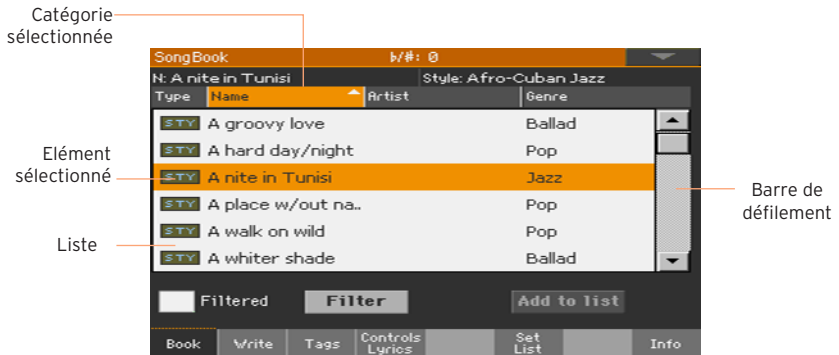 Catégorie
sélectionnée
SongBook ♭/#: 0
N: A nite in Tunisi Style: Afro-Cuban Jazz
Type Name Artist Genre
STY A groovy love Ballad
STY A hard day/night Pop
Elément
sélectionné
STY A nite in Tunisi Jazz
Barre de
défilement
STY A place w/out na.. Pop
STY A walk on wild Pop
Liste
STY A whiter shade Ballad
Filtered Filter Add to list
Book Write Tags Controls Lyrics Set List Info